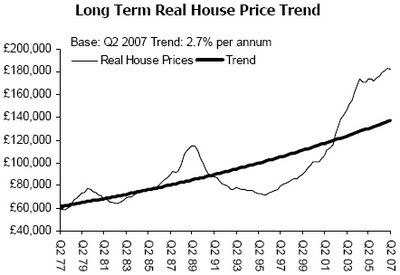 Long Term Real House Price Trend
Base: Q2 2007 Trend: 2.7% per annum
Real House Prices Trend
£200,000
£180,000
£160,000
£140,000
£120,000
£100,000
£80,000
£60,000
£40,000
Q2 77
Q2 79
Q2 81
Q2 83
Q2 85
Q2 87
Q2 89
Q2 91
Q2 93
Q2 95
Q2 97
Q2 99
Q2 01
Q2 03
Q2 05
Q2 07